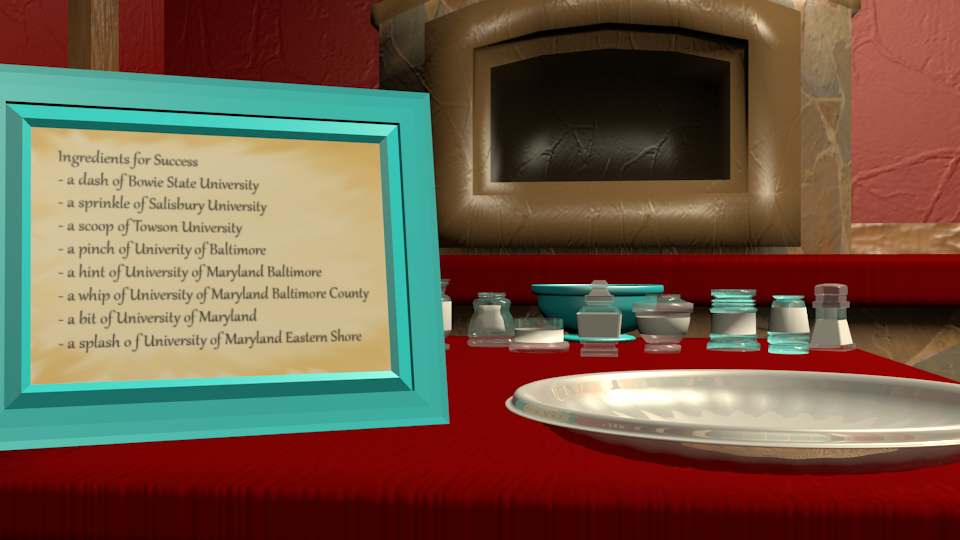 Ingredients for Success
- a dash of Bowie State University
- a sprinkle of Salisbury University
- a scoop of Towson University
- a pinch of Univerity of Baltimore
- a hint of University of Maryland Baltimore
- a whip of University of Maryland Baltimore County
- a bit of University of Maryland
- a splash o f University of Maryland Eastern Shore